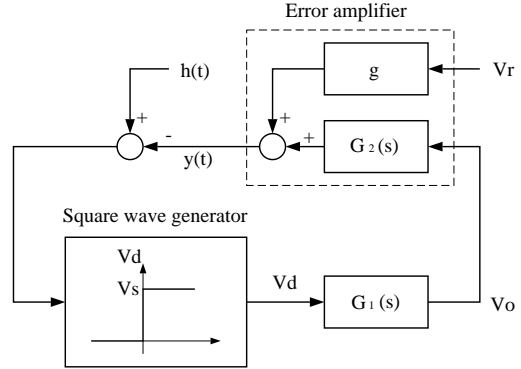 Error amplifier
h(t)
g
Vr
+
+
-
+
G2(s)
y(t)
Square wave generator
Vd
Vs
Vd
G1(s)
Vo